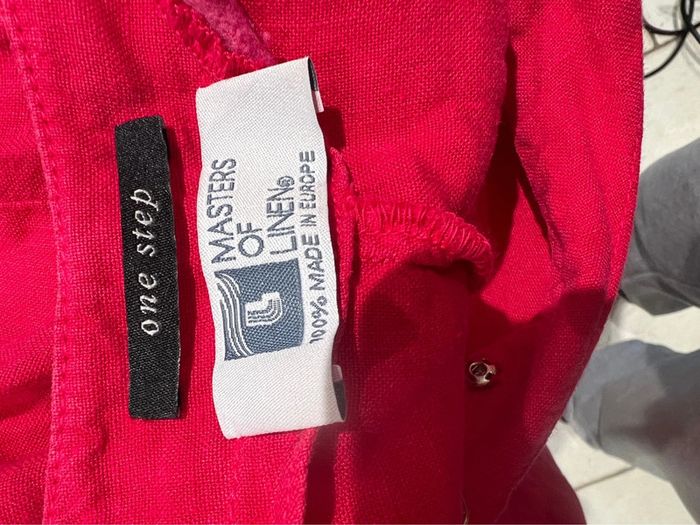 one step
MASTERS
OF
LINEN®
100% MADE IN EUROPE